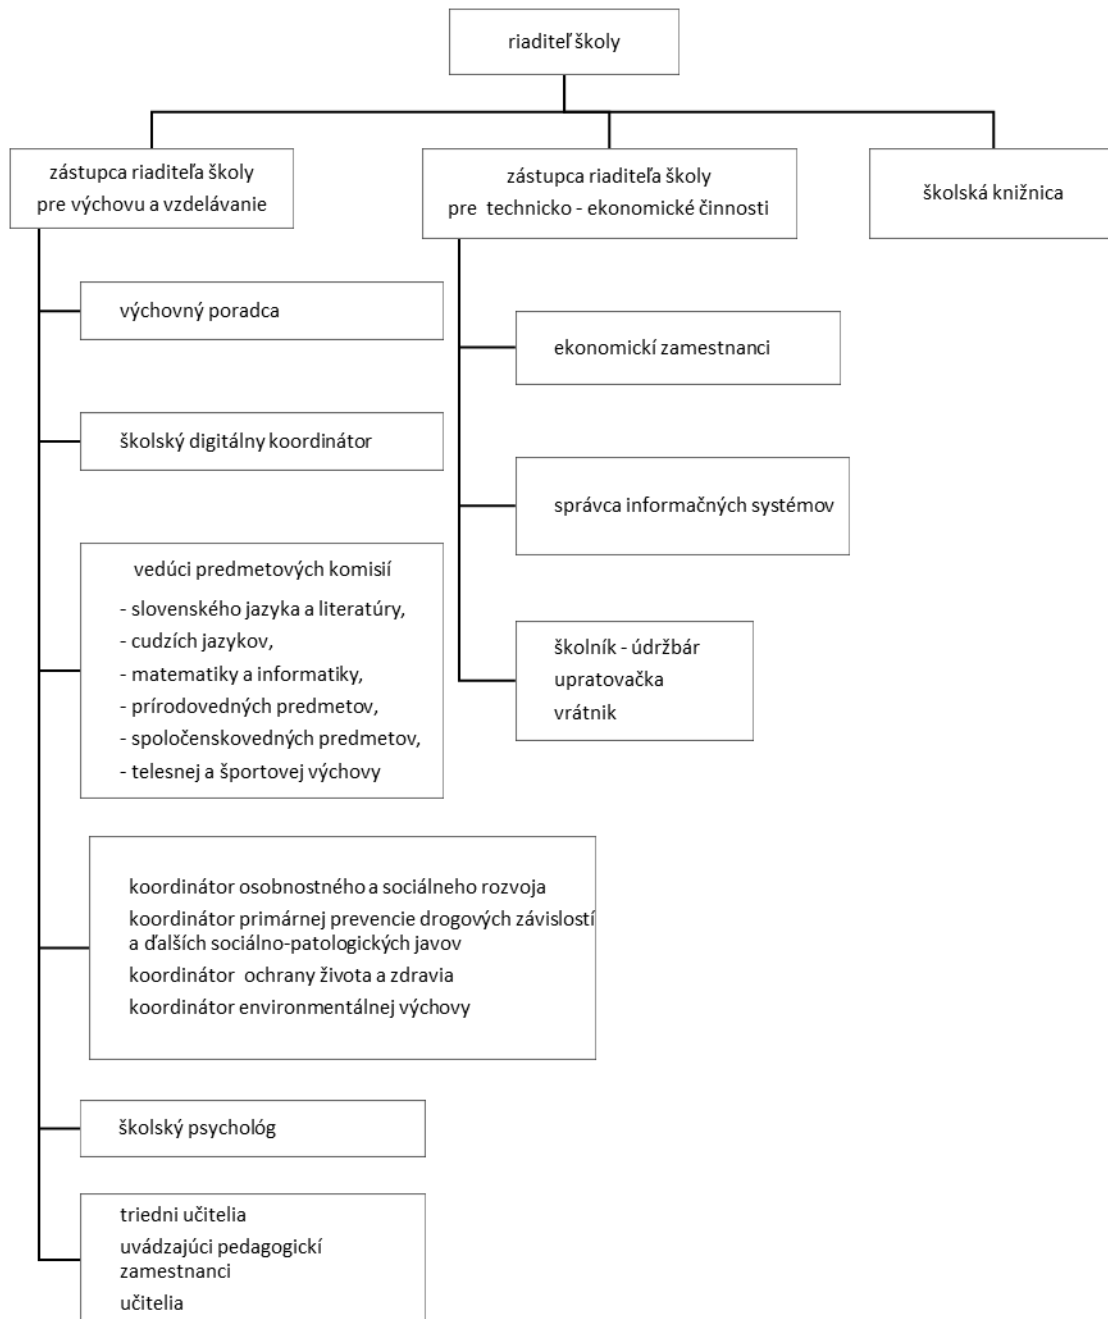 riaditeľ školy
zástupca riaditeľa školy
pre výchovu a vzdelávanie
zástupca riaditeľa školy
pre technicko - ekonomické činnosti
školská knižnica
výchovný poradca
školský digitálny koordinátor
vedúci predmetových komisií
- slovenského jazyka a literatúry,
- cudzích jazykov,
- matematiky a informatiky,
- prírodovedných predmetov,
- spoločenskovedných predmetov,
- telesnej a športovej výchovy
koordinátor osobnostného a sociálneho rozvoja
koordinátor primárnej prevencie drogových závislostí
a ďalších sociálno-patologických javov
koordinátor ochrany života a zdravia
koordinátor environmentálnej výchovy
školský psychológ
triedni učitelia
uvádzajúci pedagogickí
zamestnanci
učitelia
ekonomickí zamestnanci
správca informačných systémov
školník - údržbár
upratovačka
vrátnik